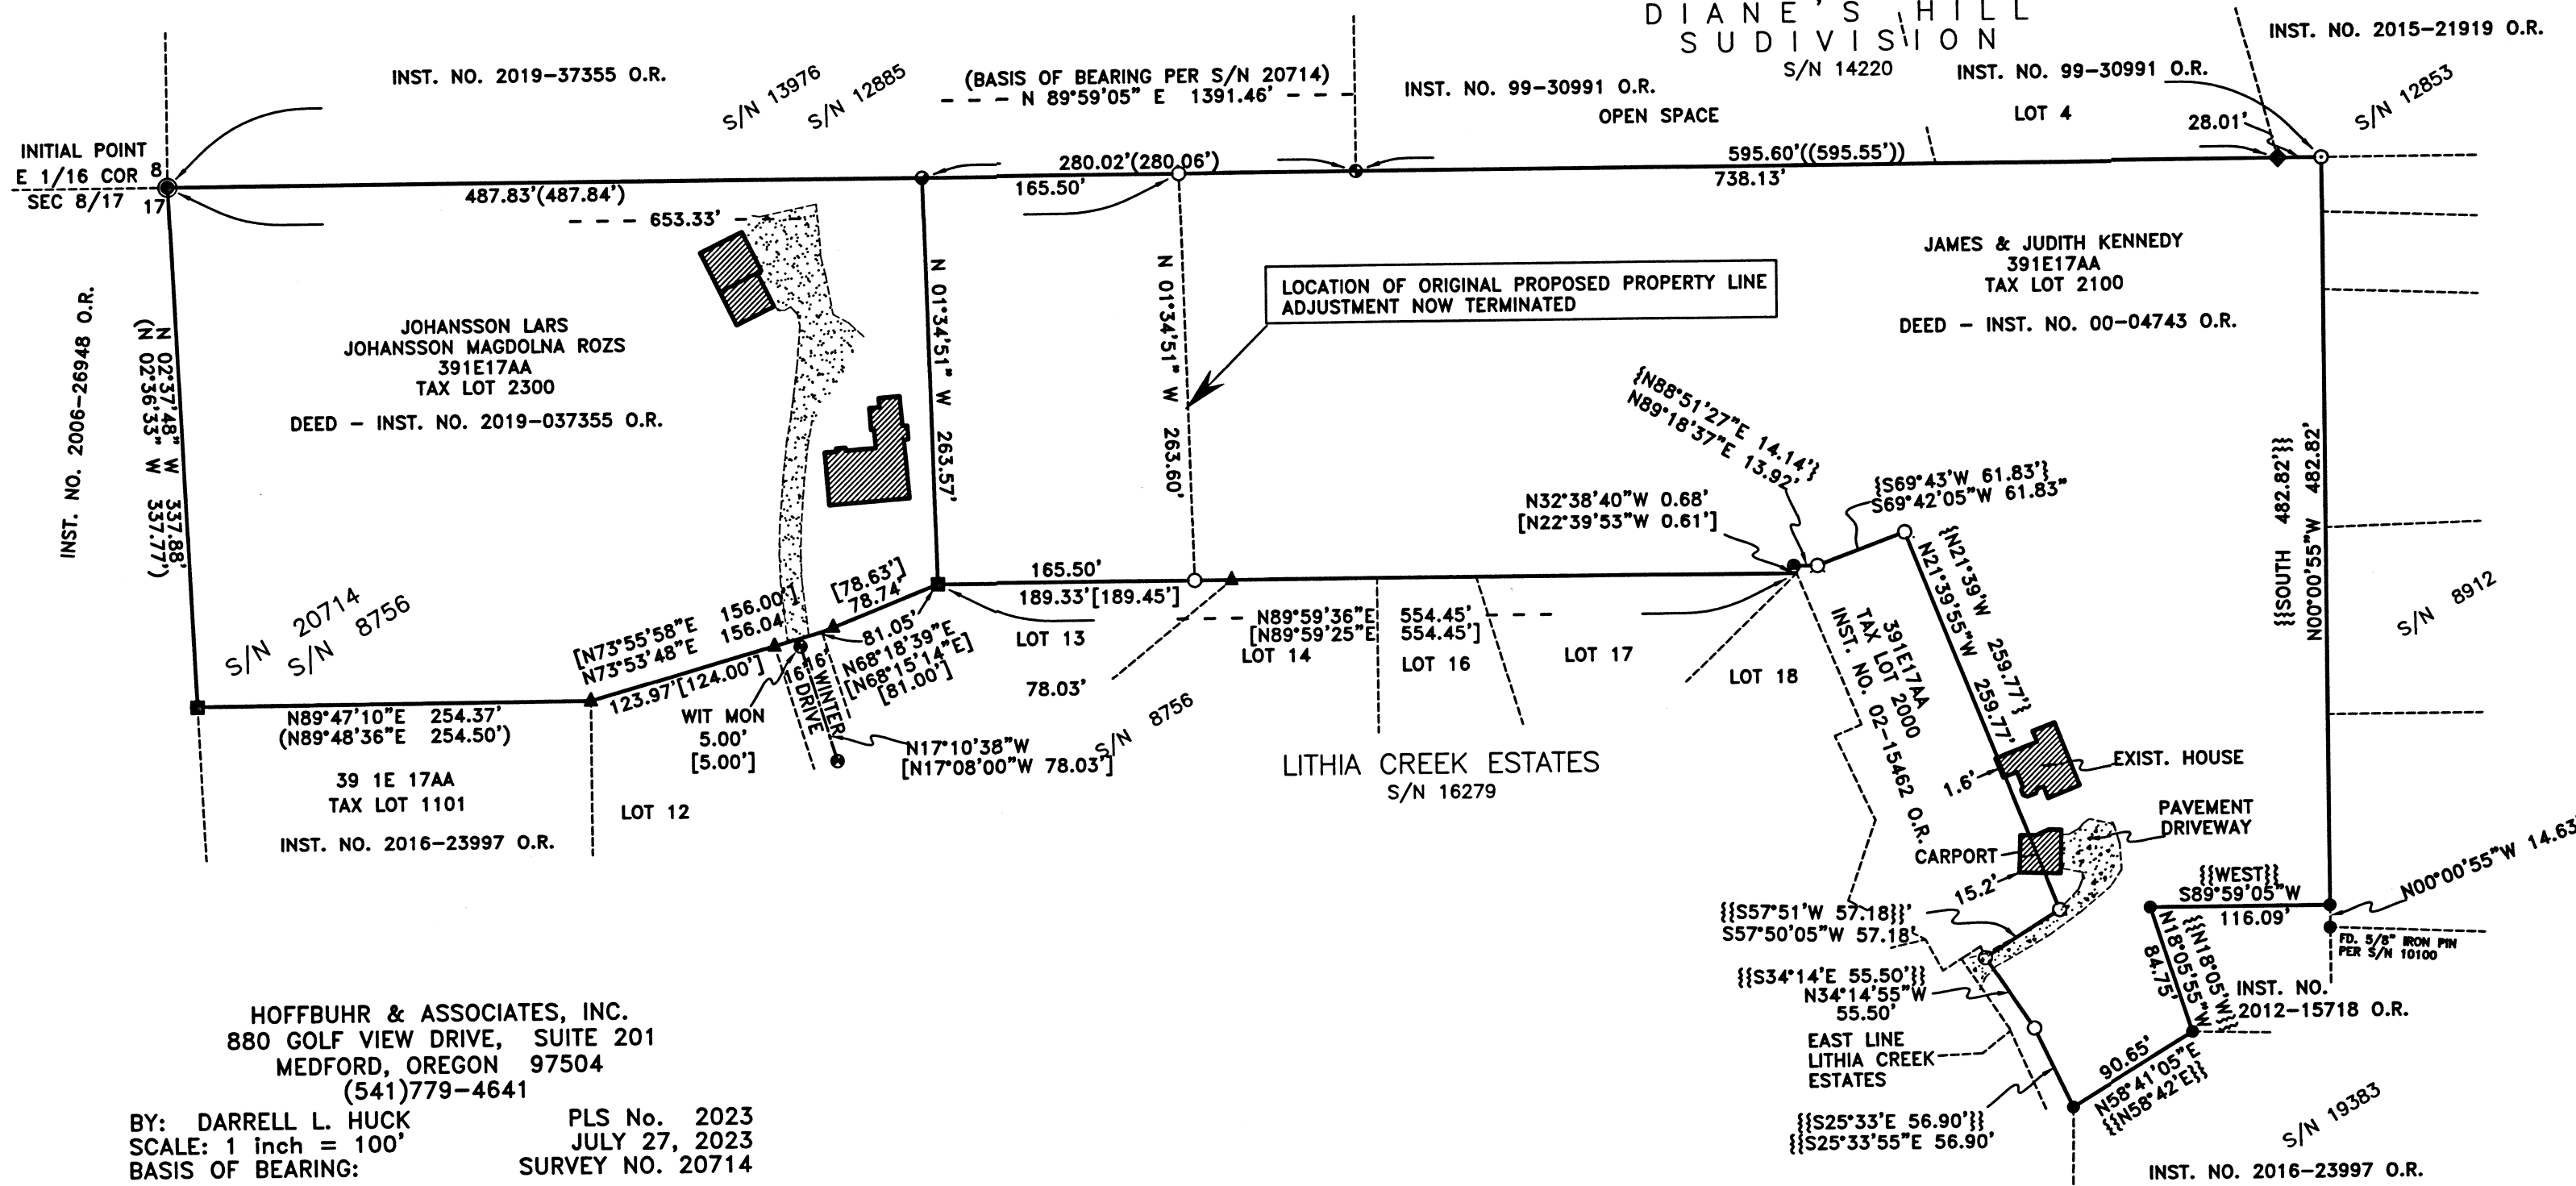 DIANE'S HILL
SUDIVISION
S/N 14220
INST. NO. 2015-21919 O.R.
INST. NO. 2019-37355 O.R.
S/N 13976
S/N 12885
(BASIS OF BEARING PER S/N 20714)
N 89°59'05" E 1391.46'
INST. NO. 99-30991 O.R.
OPEN SPACE
INST. NO. 99-30991 O.R.
LOT 4
28.01'
S/N 12853
INITIAL POINT
E 1/16 COR
SEC 8/17
8
17
487.83'(487.84')
653.33'
280.02'(280.06')
165.50'
595.60'((595.55'))
738.13'
INST. NO. 2006-26948 O.R.
N 02°37'48" W 337.88'
(N 02°36'33" W 337.77')
JOHANSSON LARS
JOHANSSON MAGDOLNA ROZS
391E17AA
TAX LOT 2300
DEED - INST. NO. 2019-037355 O.R.
N 01°34'51" W 263.57'
N 01°34'51" W 263.60'
LOCATION OF ORIGINAL PROPOSED PROPERTY LINE
ADJUSTMENT NOW TERMINATED
JAMES & JUDITH KENNEDY
391E17AA
TAX LOT 2100
DEED - INST. NO. 00-04743 O.R.
{{SOUTH 482.82'}}
N00°00'55"W 482.82'
S/N 8912
{N88°51'27"E 14.14'}
N89°18'37"E 13.92'
{S69°43'W 61.83'}
S69°42'05"W 61.83"
N32°38'40"W 0.68'
[N22°39'53"W 0.61']
{N21°39'W 259.77'}
N21°39'55"W 259.77'
391E17AA
TAX LOT 2000
INST. NO. 02-15462 O.R.
S/N 20714
S/N 8756
[N73°55'58"E 156.00']
N73°53'48"E 156.04'
123.97'[124.00']
[78.63']
78.74'
81.05'
N68°18'39"E
[N68°15'14"E]
[81.00']
165.50'
189.33'[189.45']
N89°59'36"E 554.45'
[N89°59'25"E 554.45']
LOT 13
LOT 14
LOT 16
LOT 17
LOT 18
78.03'
S/N 8756
16'
16'
WINTER
DRIVE
WIT MON
5.00'
[5.00']
N17°10'38"W
[N17°08'00"W 78.03']
N89°47'10"E 254.37'
(N89°48'36"E 254.50')
39 1E 17AA
TAX LOT 1101
INST. NO. 2016-23997 O.R.
LOT 12
LITHIA CREEK ESTATES
S/N 16279
1.6'
EXIST. HOUSE
PAVEMENT
DRIVEWAY
CARPORT
15.2'
{{WEST}}
S89°59'05"W
116.09'
N00°00'55"W 14.63
FD. 5/8" IRON PIN
PER S/N 10100
{{S57°51'W 57.18}}'
S57°50'05"W 57.18'
{{S34°14'E 55.50'}}
N34°14'55"W
55.50'
EAST LINE
LITHIA CREEK
ESTATES
{{N18°05'W}}
N18°05'55"W
84.75'
INST. NO.
2012-15718 O.R.
90.65'
N58°41'05"E
{{N58°42'E}}
{{S25°33'E 56.90'}}
{{S25°33'55"E 56.90'
S/N 19383
INST. NO. 2016-23997 O.R.
HOFFBUHR & ASSOCIATES, INC.
880 GOLF VIEW DRIVE, SUITE 201
MEDFORD, OREGON 97504
(541)779-4641
BY: DARRELL L. HUCK PLS No. 2023
SCALE: 1 inch = 100' JULY 27, 2023
BASIS OF BEARING: SURVEY NO. 20714